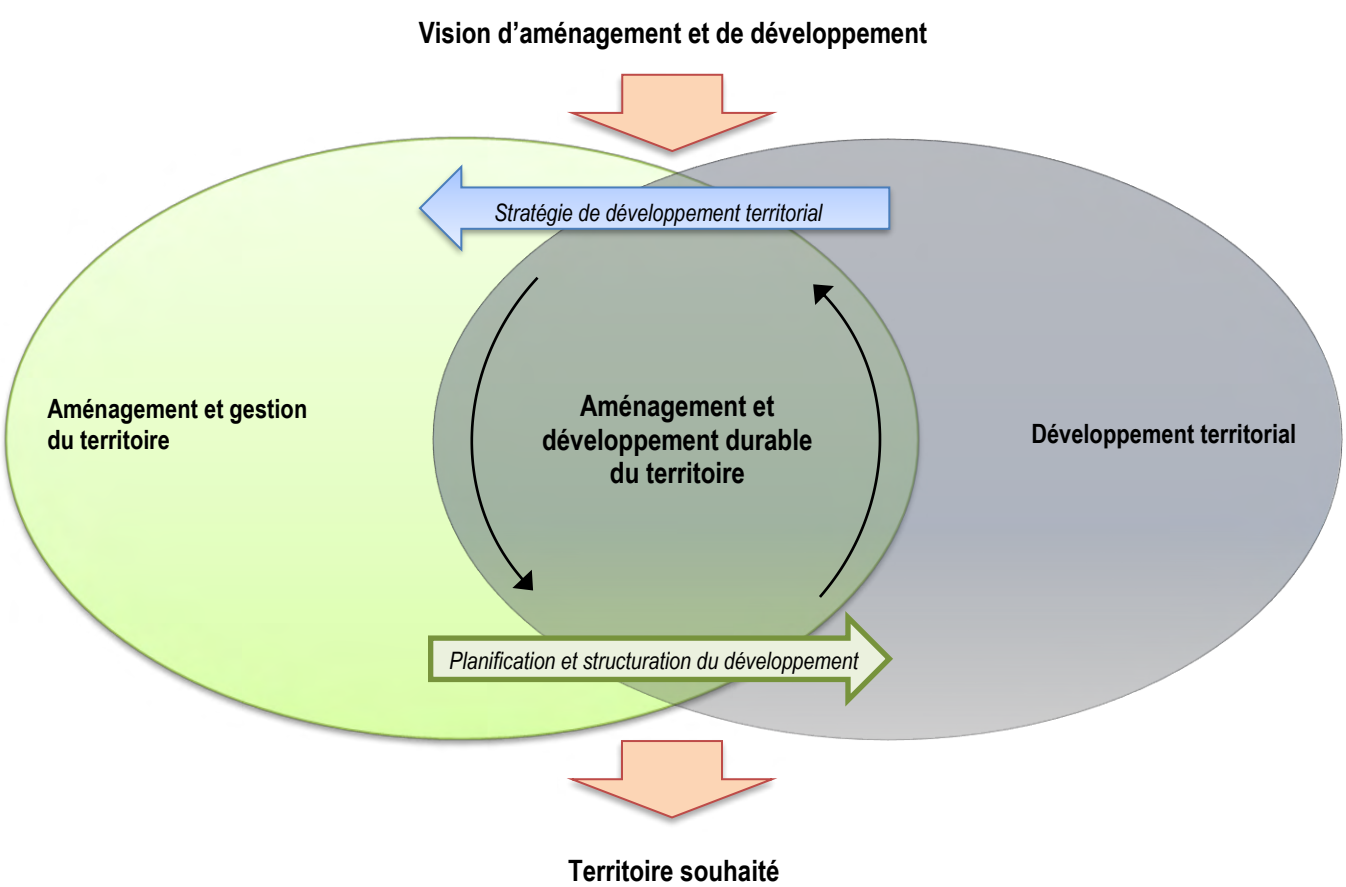 Vision d’aménagement et de développement
Stratégie de développement territorial
Aménagement et gestion
du territoire
Aménagement et
développement durable
du territoire
Développement territorial
Planification et structuration du développement
Territoire souhaité